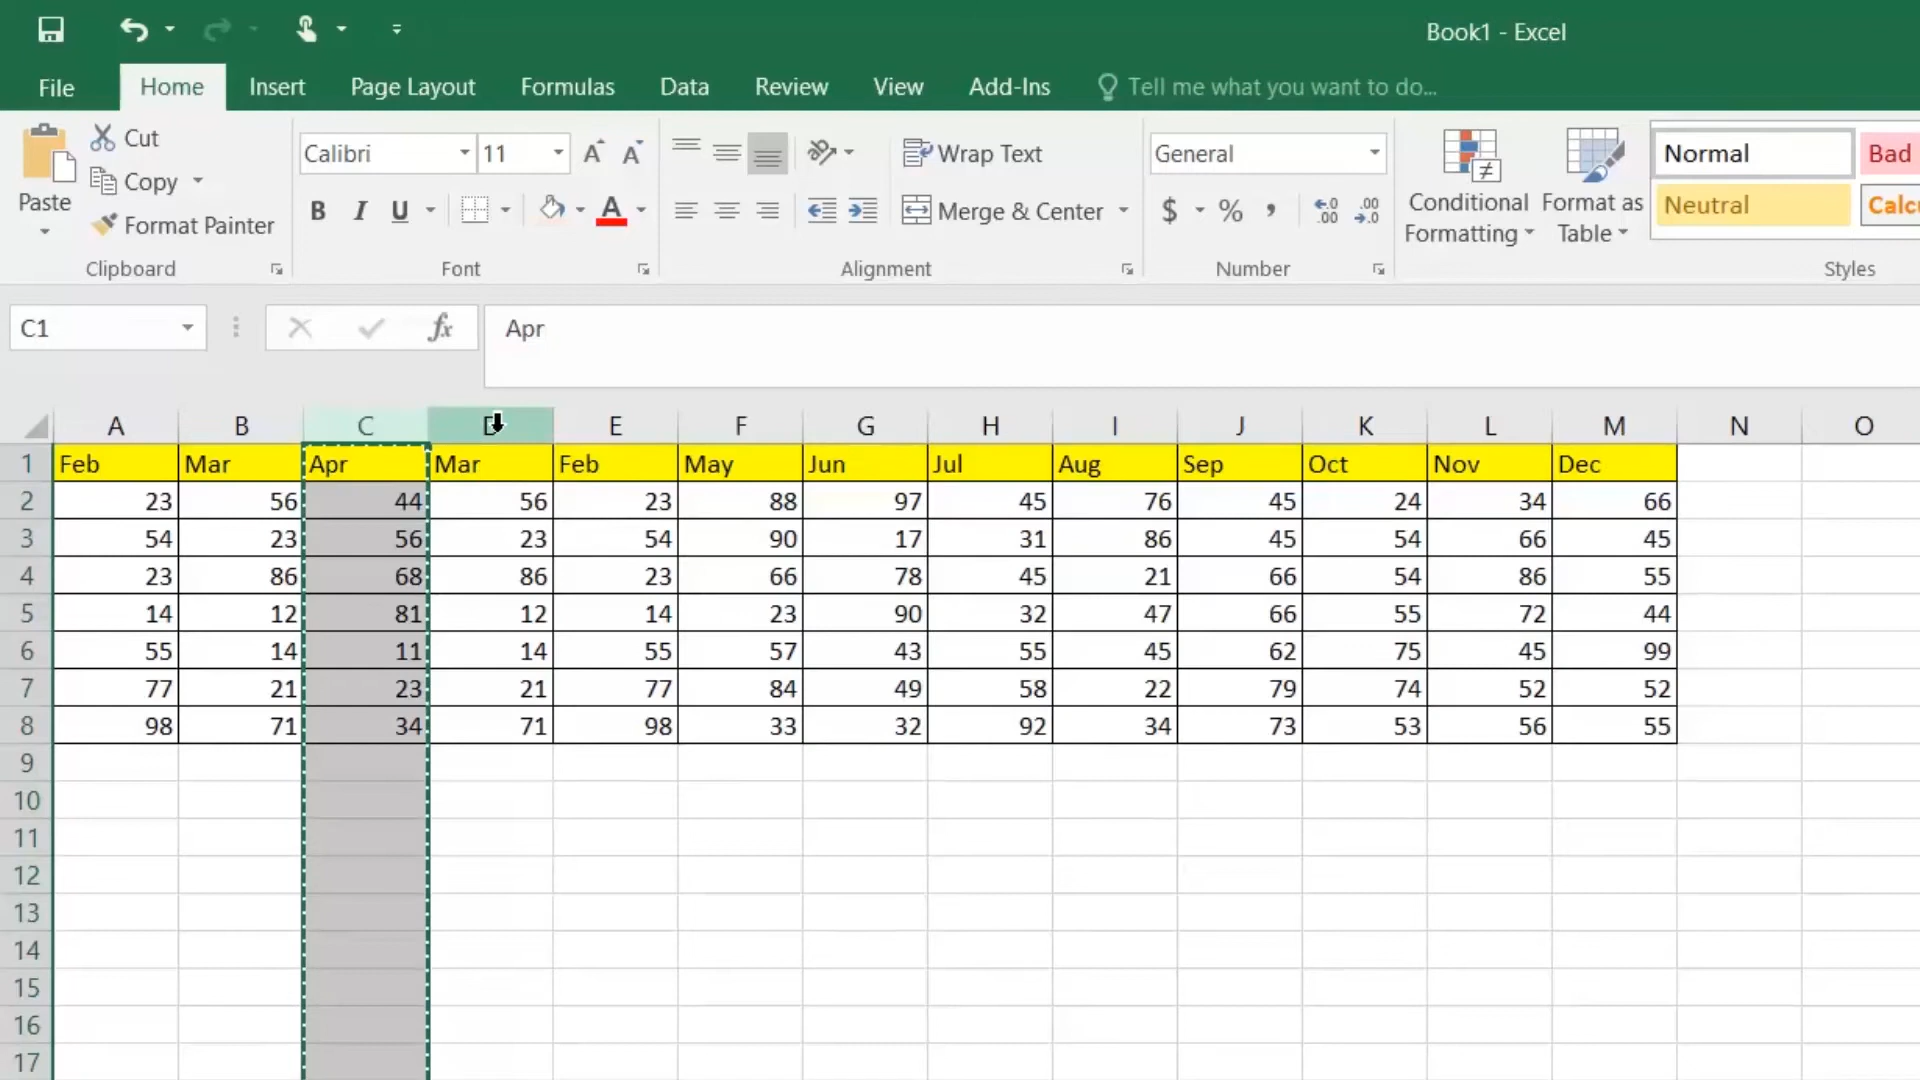 Book1 - Excel
File Home Insert Page Layout Formulas Data Review View Add-Ins Tell me what you want to do...
Cut
Copy
Format Painter
Paste
Clipboard
Calibri 11
B I U A
Font
Wrap Text
Merge & Center
Alignment
General
$ % , .00 .00
Number
Conditional Formatting
Format as Table
Normal Bad
Neutral Calcu
Styles
C1 fx Apr
A B C D E F G H I J K L M N O
1 Feb Mar Apr Mar Feb May Jun Jul Aug Sep Oct Nov Dec
2 23 56 44 56 23 88 97 45 76 45 24 34 66
3 54 23 56 23 54 90 17 31 86 45 54 66 45
4 23 86 68 86 23 66 78 45 21 66 54 86 55
5 14 12 81 12 14 23 90 32 47 66 55 72 44
6 55 14 11 14 55 57 43 55 45 62 75 45 99
7 77 21 23 21 77 84 49 58 22 79 74 52 52
8 98 71 34 71 98 33 32 92 34 73 53 56 55
9
10
11
12
13
14
15
16
17